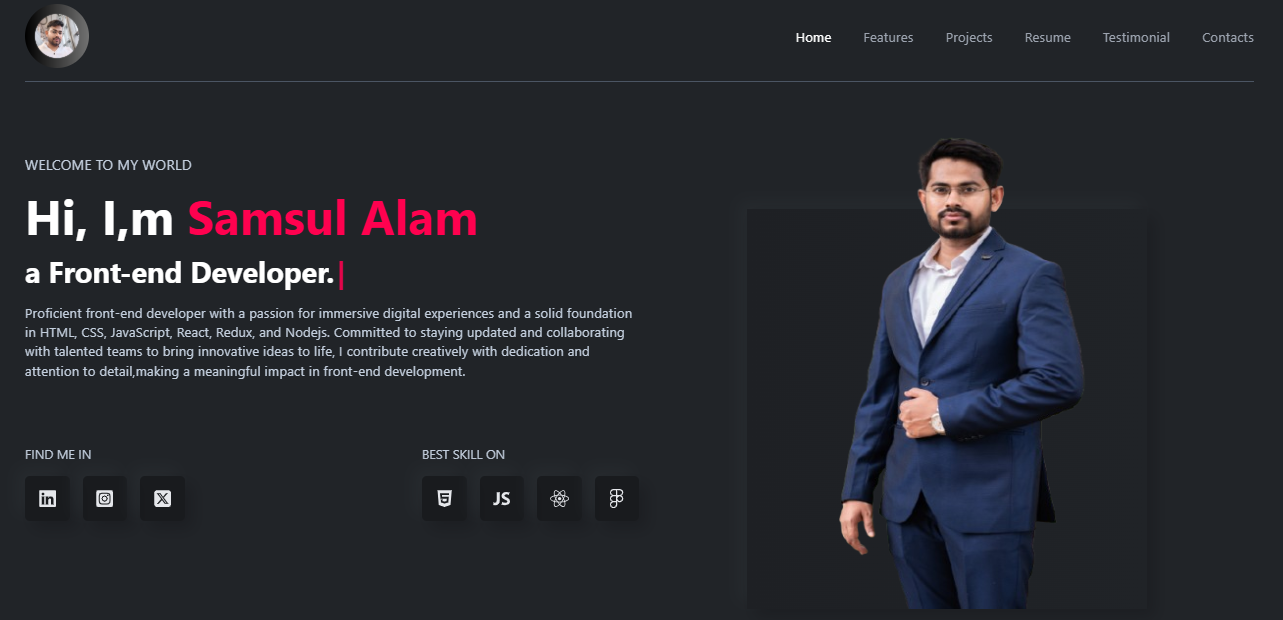 Home Features Projects Resume Testimonial Contacts
WELCOME TO MY WORLD
Hi, I,m Samsul Alam
a Front-end Developer.|
Proficient front-end developer with a passion for immersive digital experiences and a solid foundation
in HTML, CSS, JavaScript, React, Redux, and Nodejs. Committed to staying updated and collaborating
with talented teams to bring innovative ideas to life, I contribute creatively with dedication and
attention to detail,making a meaningful impact in front-end development.
FIND ME IN
BEST SKILL ON
in
JS